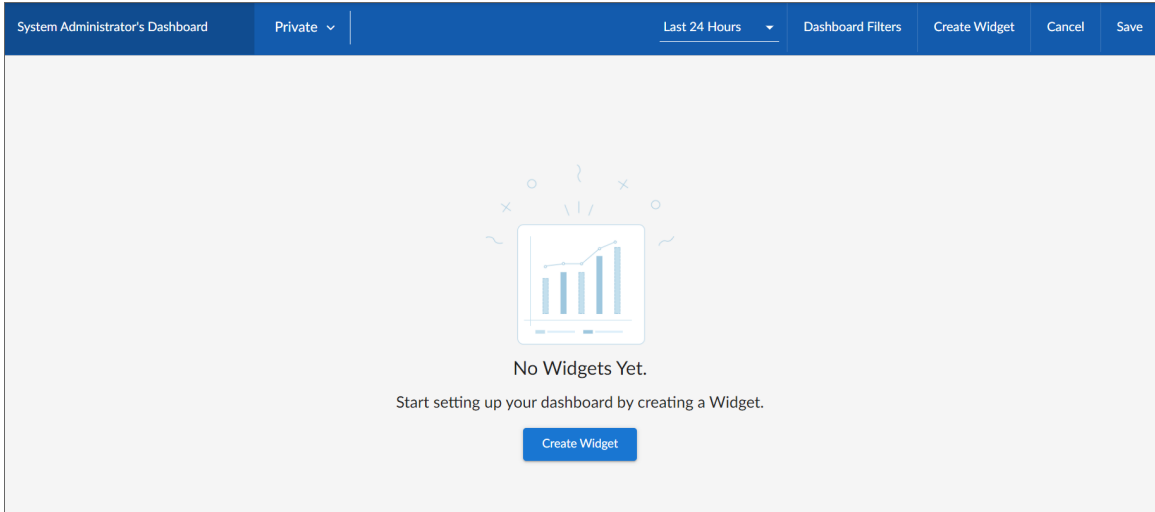 System Administrator's Dashboard Private Last 24 Hours Dashboard Filters Create Widget Cancel Save
No Widgets Yet.
Start setting up your dashboard by creating a Widget.
Create Widget